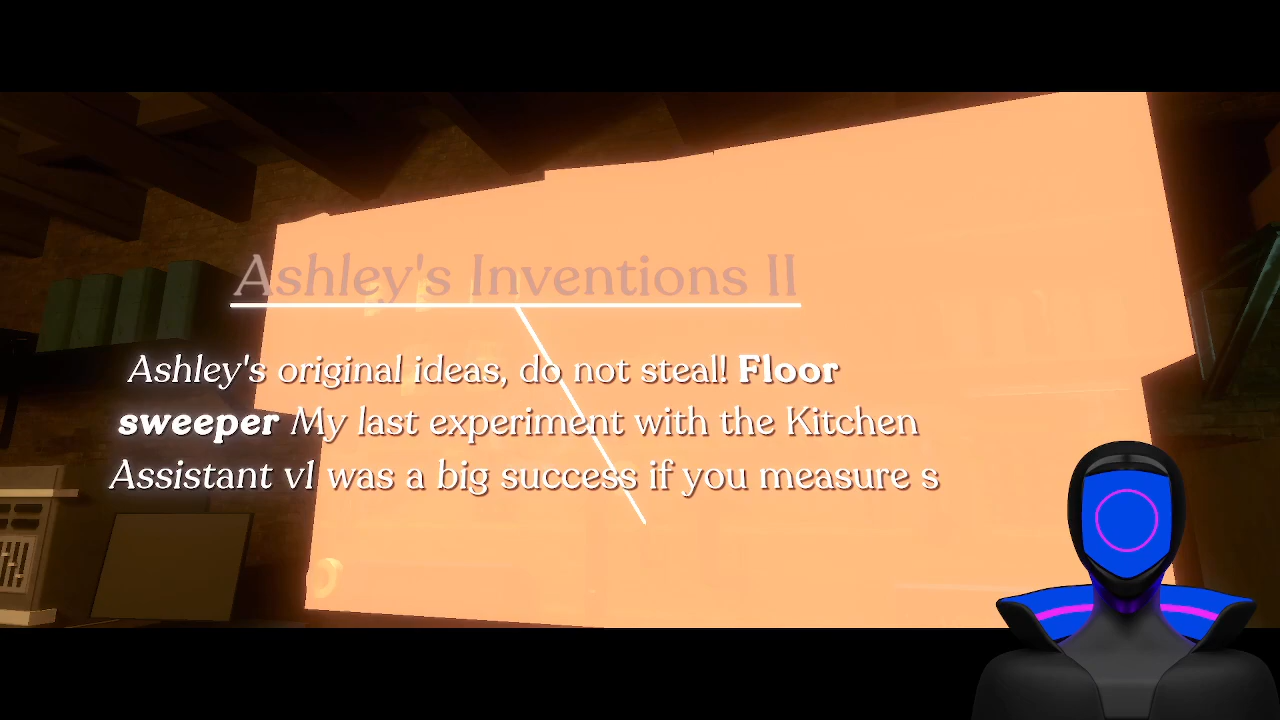 Ashley's Inventions II
Ashley's original ideas, do not steal! Floor
sweeper My last experiment with the Kitchen
Assistant v1 was a big success if you measure s